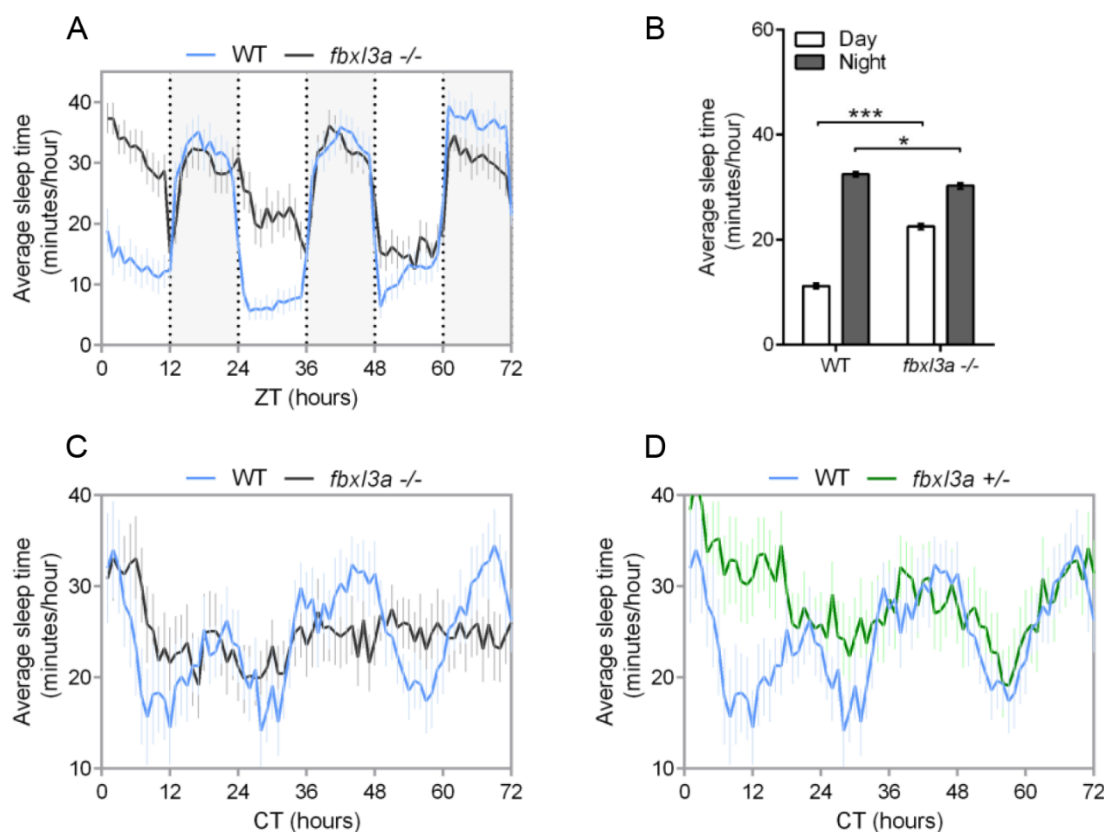 A
WT fbxl3a -/-
Average sleep time
(minutes/hour)
40
30
20
10
0
0 12 24 36 48 60 72
ZT (hours)
B
Day
Night
Average sleep time
(minutes/hour)
60
40
20
0
***
*
WT fbxl3a -/-
C
WT fbxl3a -/-
Average sleep time
(minutes/hour)
40
30
20
10
0 12 24 36 48 60 72
CT (hours)
D
WT fbxl3a +/-
Average sleep time
(minutes/hour)
40
30
20
10
0 12 24 36 48 60 72
CT (hours)